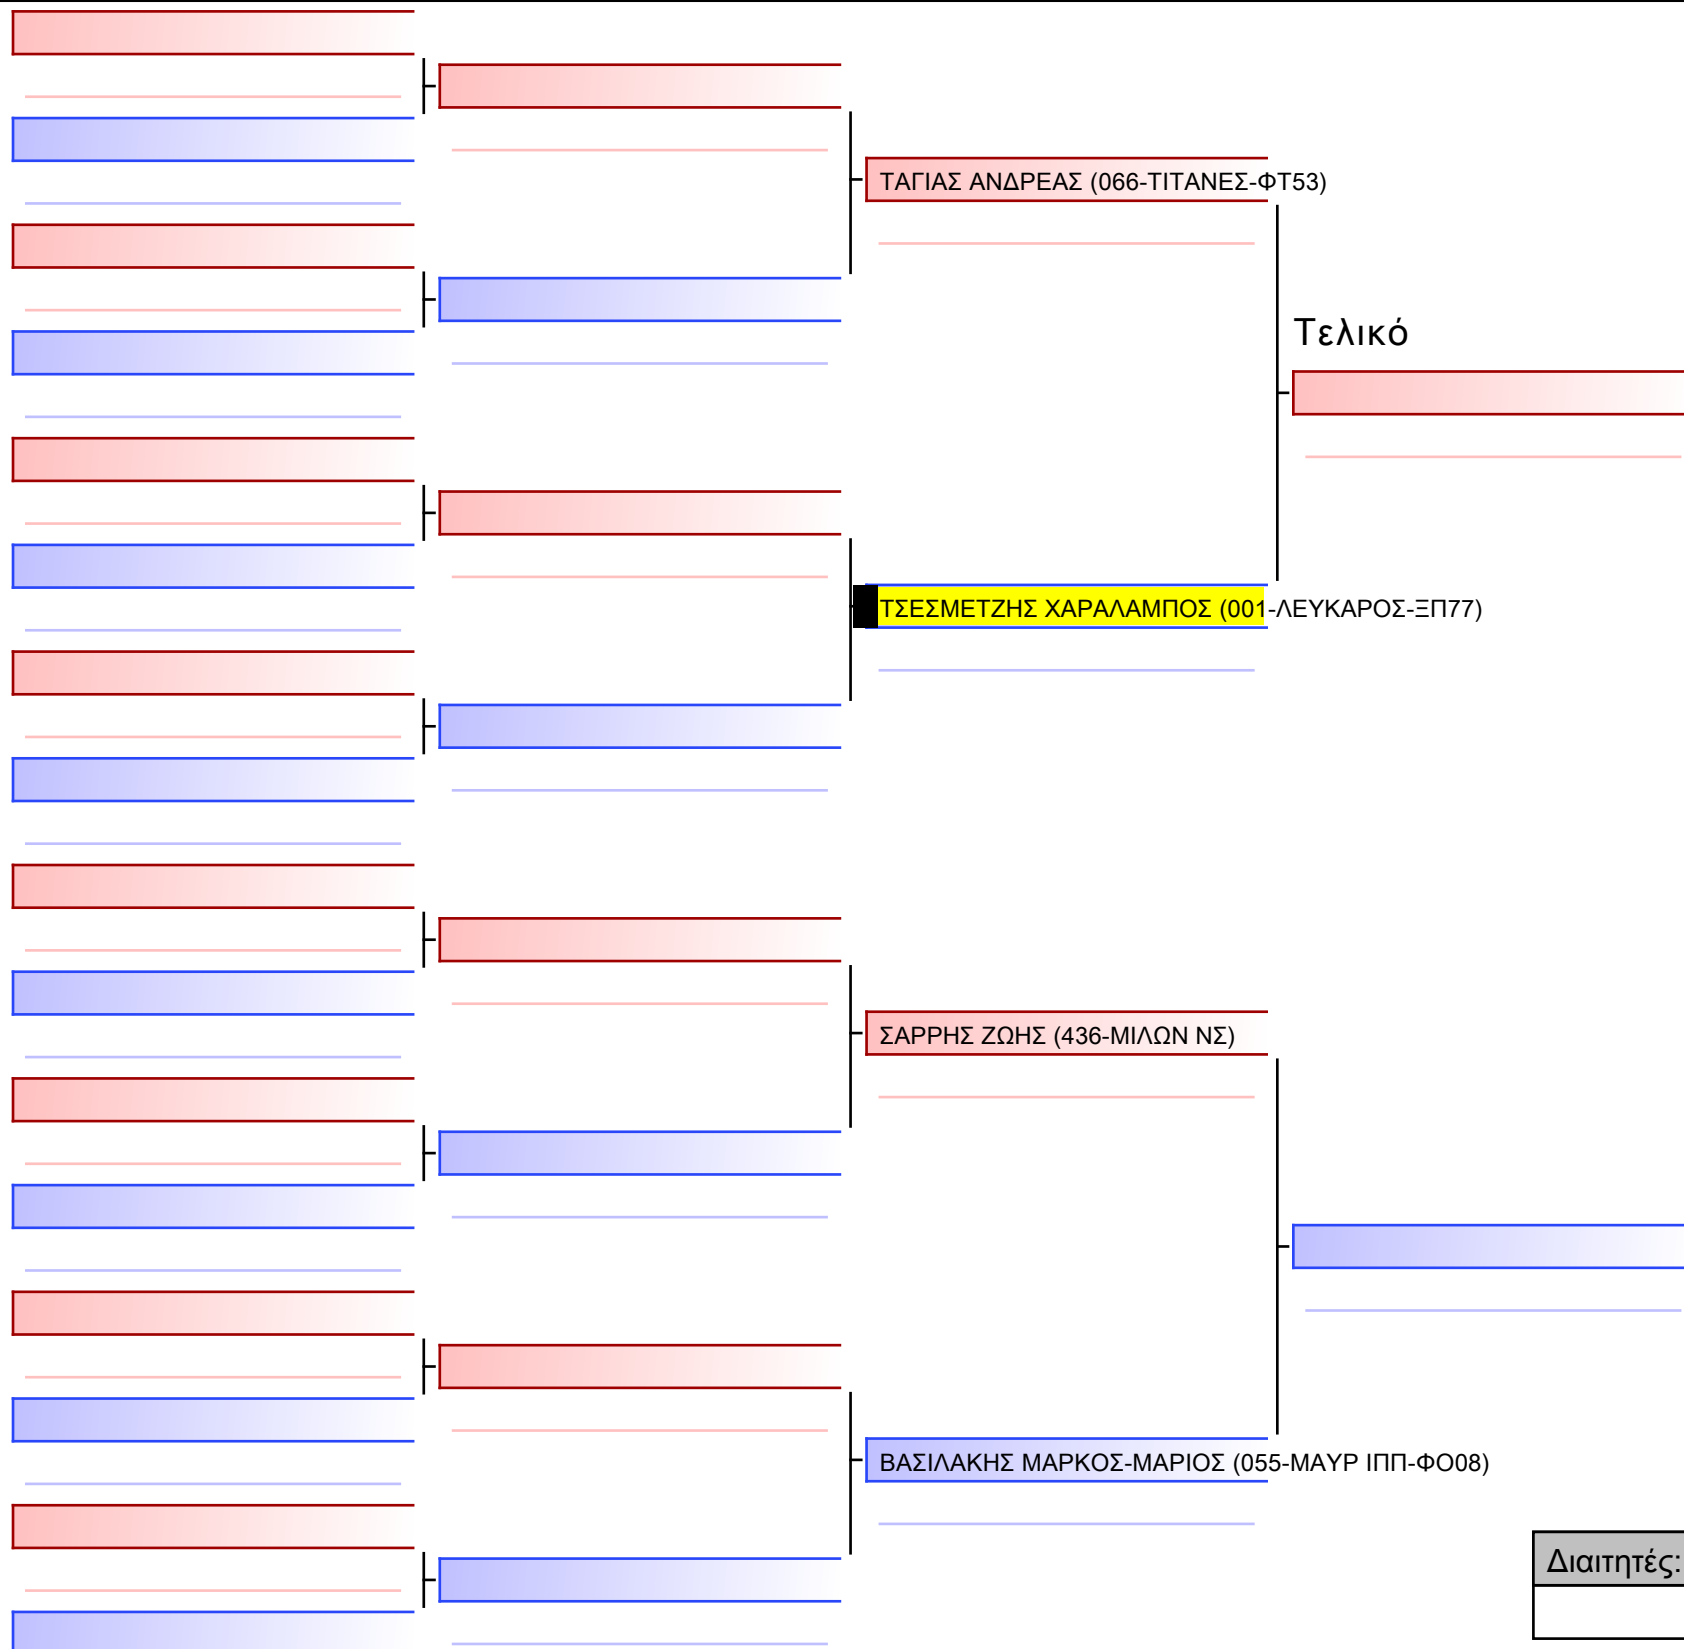 ΤΑΓΙΑΣ ΑΝΔΡΕΑΣ (066-ΤΙΤΑΝΕΣ-ΦΤ53)
Τελικό
ΤΣΕΣΜΕΤΖΗΣ ΧΑΡΑΛΑΜΠΟΣ (001-ΛΕΥΚΑΡΟΣ-ΞΠ77)
ΣΑΡΡΗΣ ΖΩΗΣ (436-ΜΙΛΩΝ ΝΣ)
ΒΑΣΙΛΑΚΗΣ ΜΑΡΚΟΣ-ΜΑΡΙΟΣ (055-ΜΑΥΡ ΙΠΠ-ΦΟ08)
Διαιτητές: